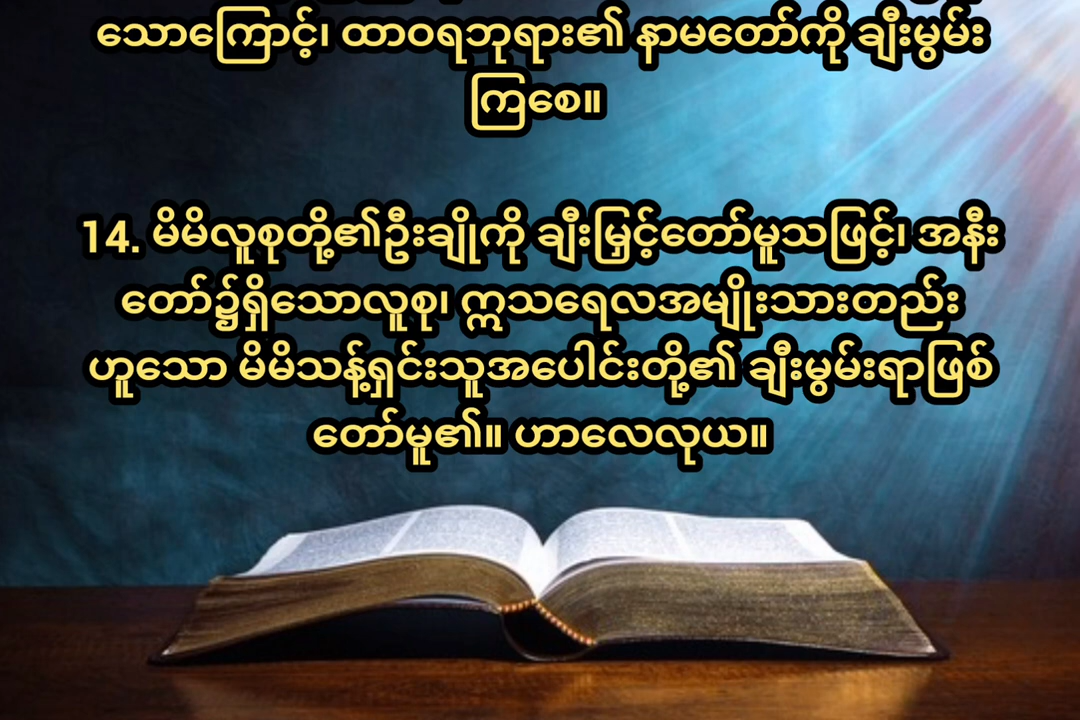 သောကြောင့်၊ ထာဝရဘုရား၏ နာမတော်ကို ချီးမွမ်း
ကြစေ။
14. မိမိလူစုတို့၏ဦးချိုကို ချီးမြှင့်တော်မူသဖြင့်၊ အနီး
တော်၌ရှိသောလူစု၊ ဣသရေလအမျိုးသားတည်း
ဟူသော မိမိသန့်ရှင်းသူအပေါင်းတို့၏ ချီးမွမ်းရာဖြစ်
တော်မူ၏။ ဟာလေလုယ။